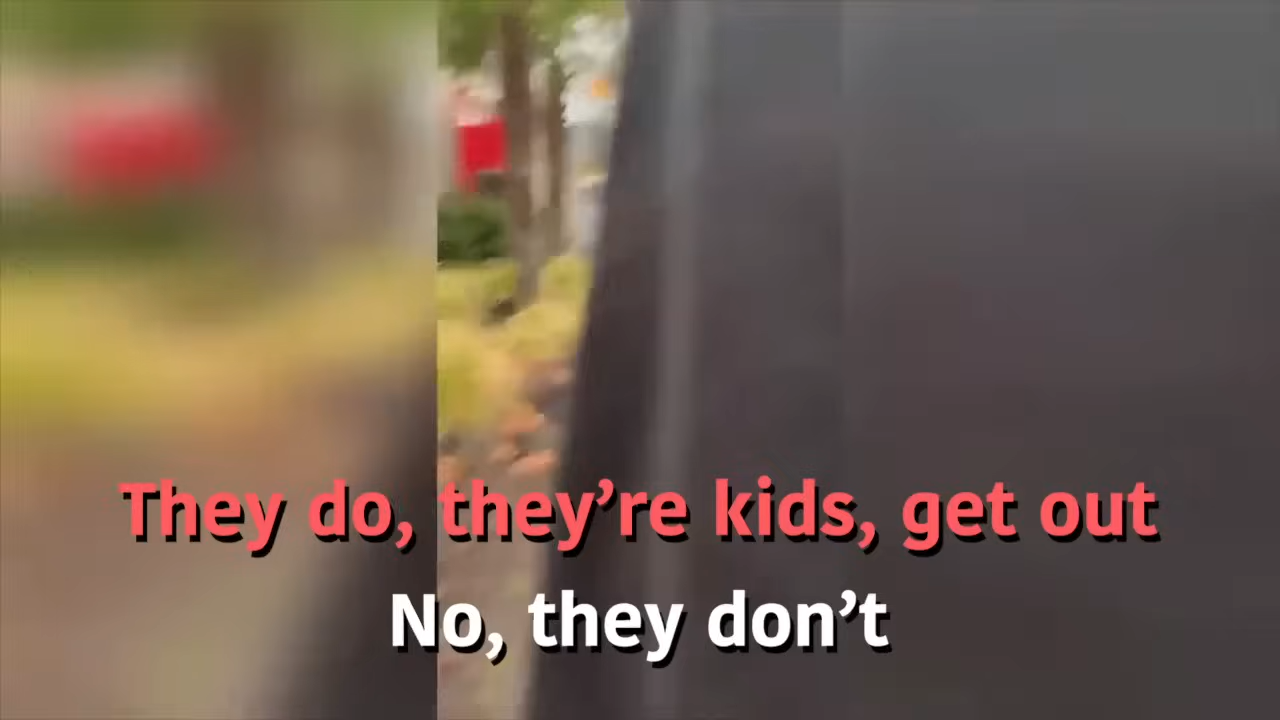 They do, they’re kids, get out
No, they don’t